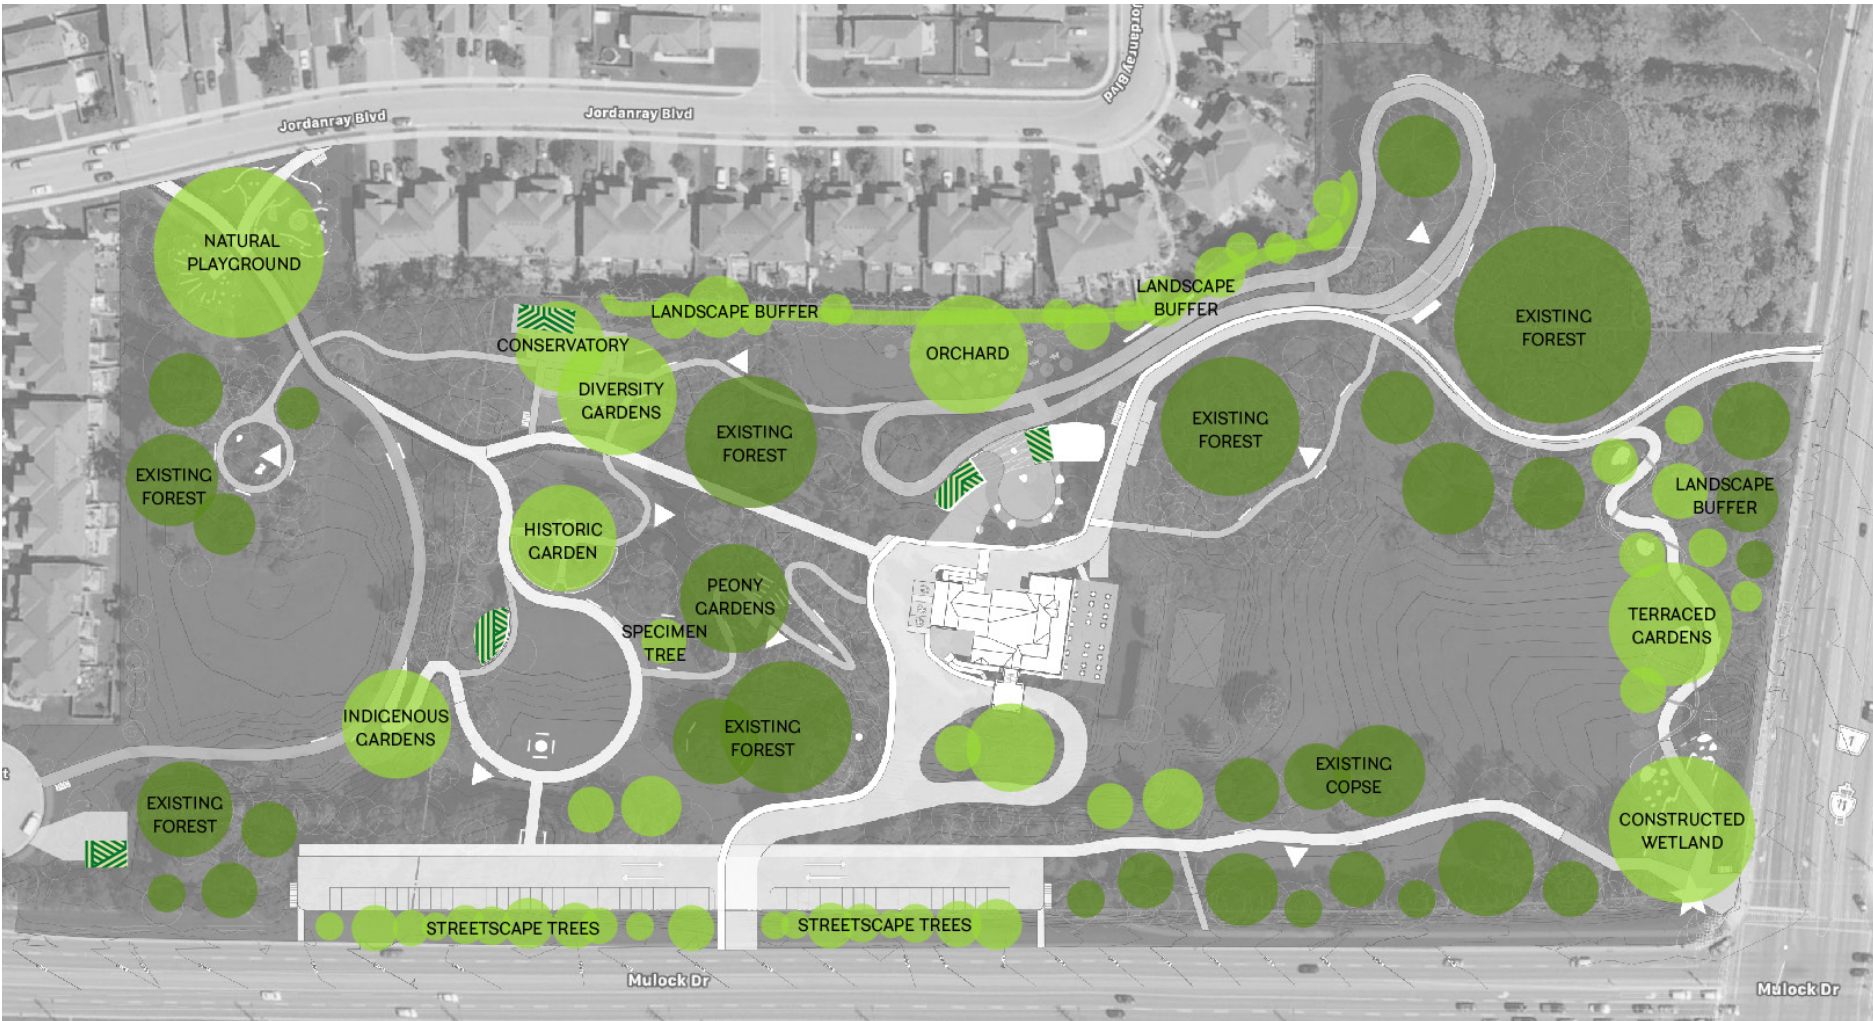 Jordanray Blvd
Jordanray Blvd
Jordanray Blvd
NATURAL
PLAYGROUND
LANDSCAPE BUFFER
LANDSCAPE
BUFFER
CONSERVATORY
ORCHARD
EXISTING
FOREST
DIVERSITY
GARDENS
EXISTING
FOREST
EXISTING
FOREST
EXISTING
FOREST
LANDSCAPE
BUFFER
HISTORIC
GARDEN
PEONY
GARDENS
SPECIMEN
TREE
TERRACED
GARDENS
INDIGENOUS
GARDENS
EXISTING
FOREST
EXISTING
COPSE
EXISTING
FOREST
CONSTRUCTED
WETLAND
STREETSCAPE TREES
STREETSCAPE TREES
Mulock Dr
Mulock Dr
t
1
11